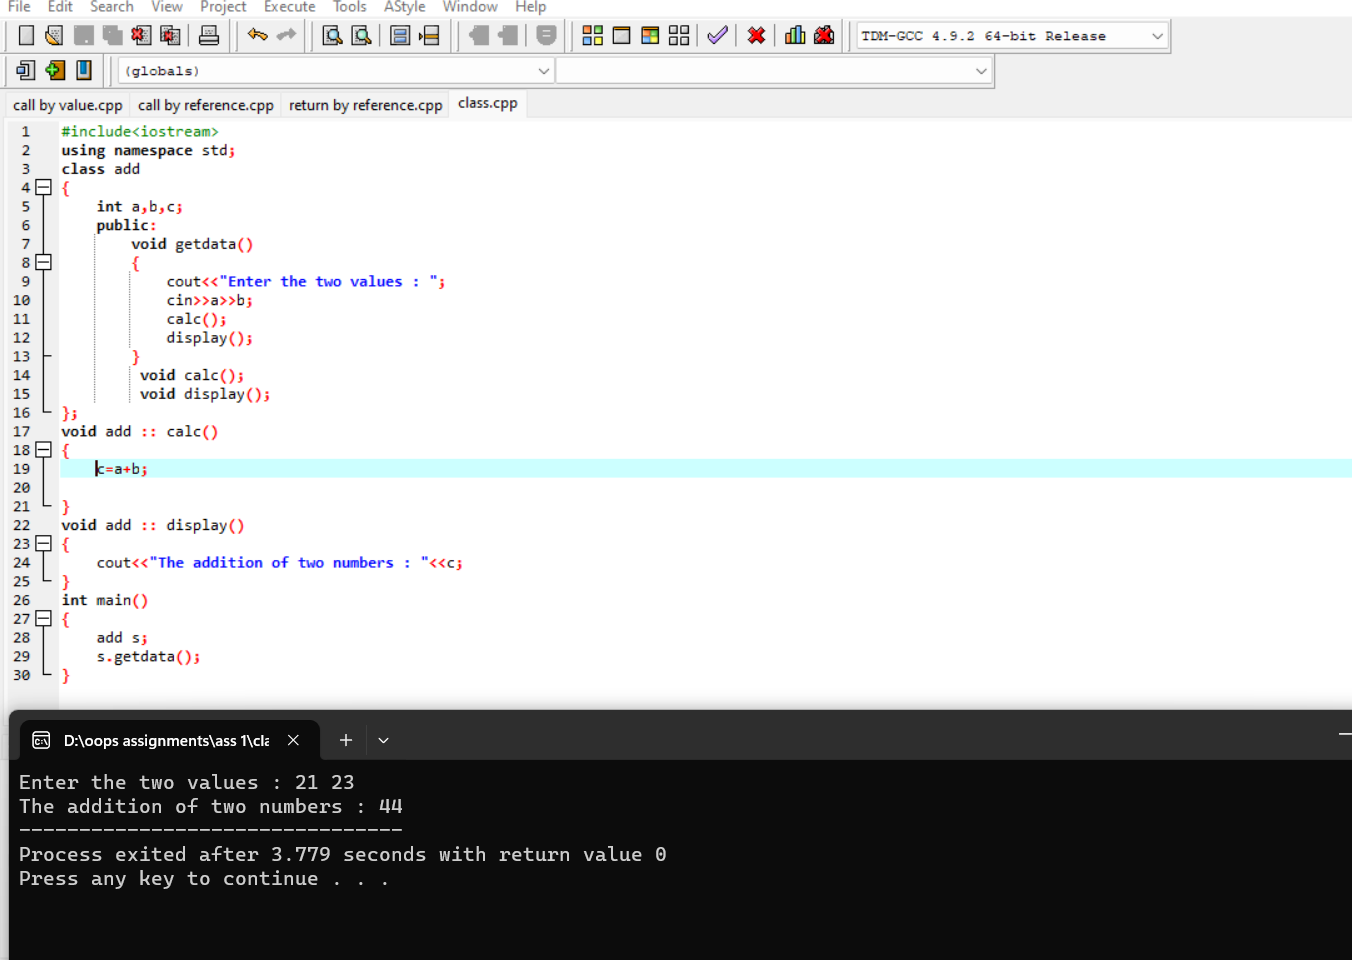 File Edit Search View Project Execute Tools AStyle Window Help
TDM-GCC 4.9.2 64-bit Release
(globals)
call by value.cpp call by reference.cpp return by reference.cpp class.cpp
1 #include<iostream>
2 using namespace std;
3 class add
4 {
5 int a,b,c;
6 public:
7 void getdata()
8 {
9 cout<<"Enter the two values : ";
10 cin>>a>>b;
11 calc();
12 display();
13 }
14 void calc();
15 void display();
16 };
17 void add :: calc()
18 {
19 c=a+b;
20
21 }
22 void add :: display()
23 {
24 cout<<"The addition of two numbers : "<<c;
25 }
26 int main()
27 {
28 add s;
29 s.getdata();
30 }
D:\oops assignments\ass 1\cla
Enter the two values : 21 23
The addition of two numbers : 44
--------------------------------
Process exited after 3.779 seconds with return value 0
Press any key to continue . . .